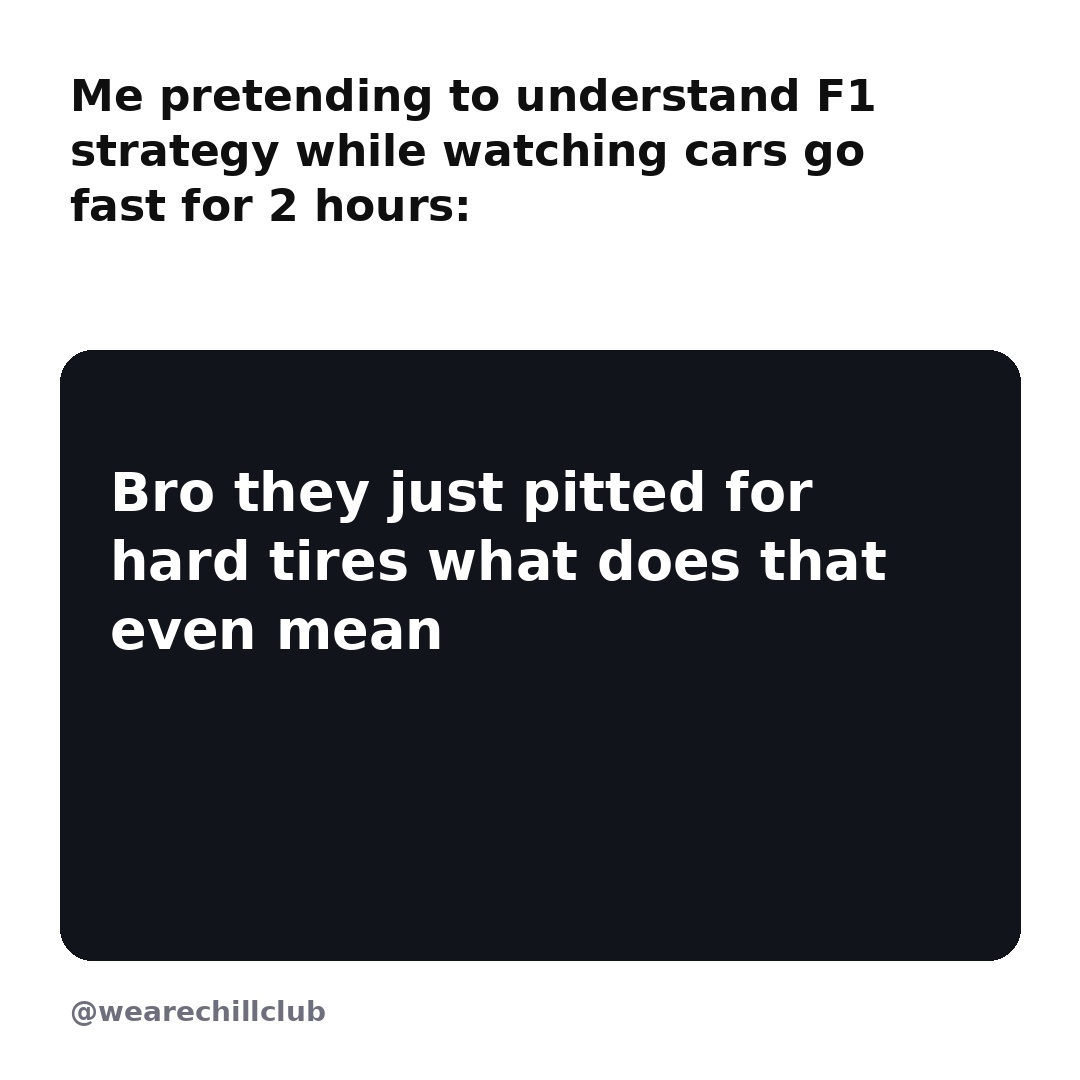 Me pretending to understand F1
strategy while watching cars go
fast for 2 hours:
Bro they just pitted for
hard tires what does that
even mean
@wearechillclub